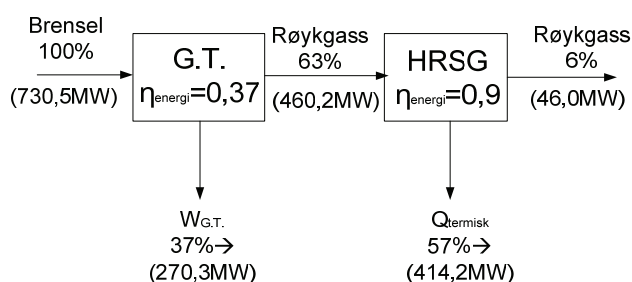 Brensel
100%
(730,5MW)
G.T.
ηenergi=0,37
Røykgass
63%
(460,2MW)
HRSG
ηenergi=0,9
Røykgass
6%
(46,0MW)
WG.T.
37%→
(270,3MW)
Qtermisk
57%→
(414,2MW)